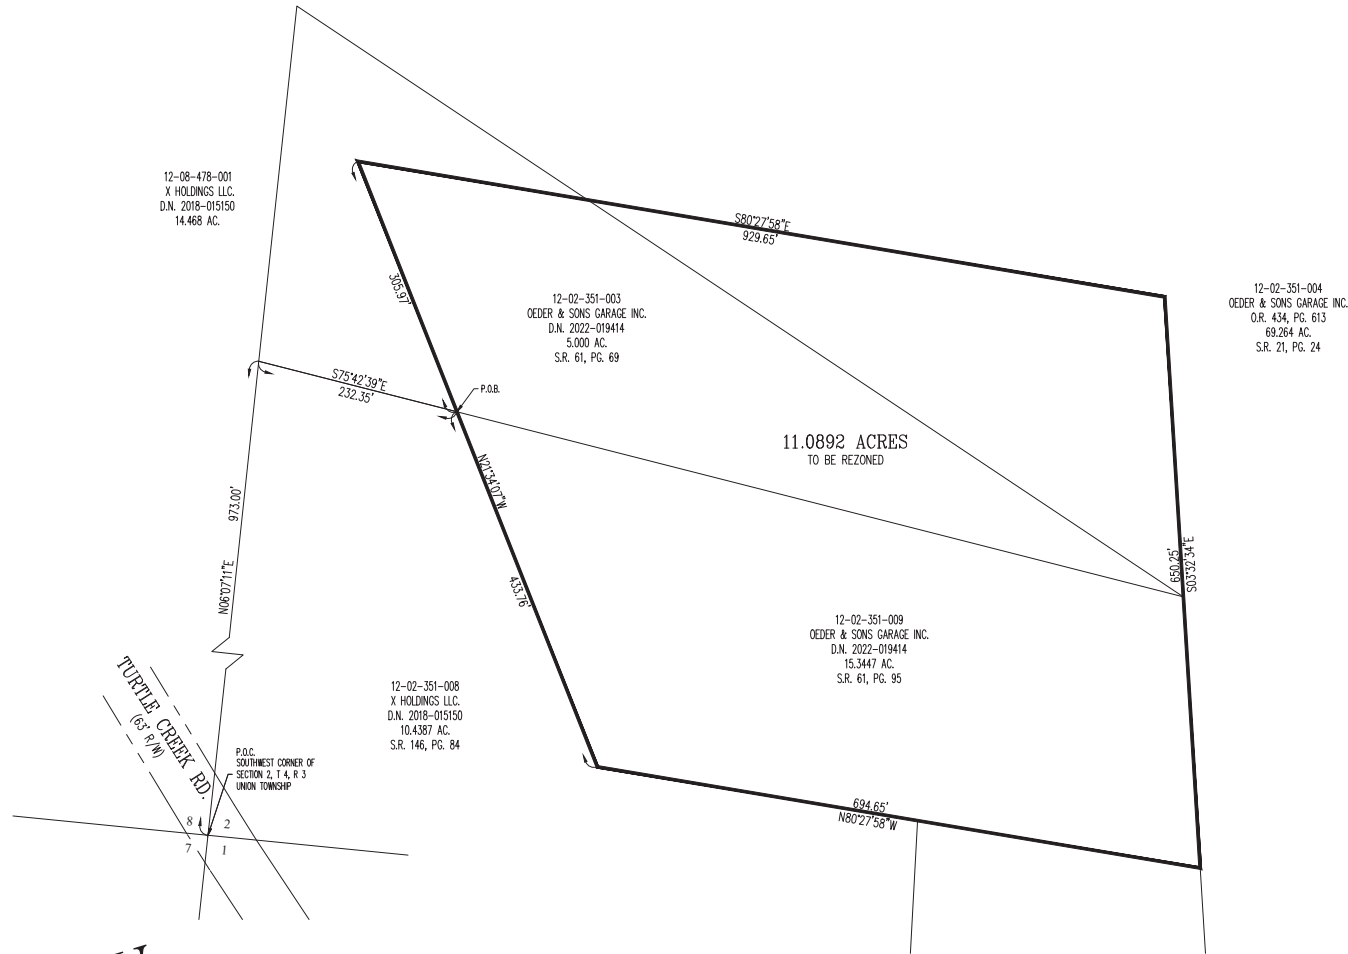 12-08-478-001
X HOLDINGS LLC.
D.N. 2018-015150
14.468 AC.
S80°27'58"E
929.65'
305.97'
12-02-351-003
OEDER & SONS GARAGE INC.
D.N. 2022-019414
5.000 AC.
S.R. 61, PG. 69
12-02-351-004
OEDER & SONS GARAGE INC.
O.R. 434, PG. 613
69.264 AC.
S.R. 21, PG. 24
S75°42'39"E
232.35'
P.O.B.
11.0892 ACRES
TO BE REZONED
N21°34'07"W
973.00'
N06°07'11"E
433.76'
650.25'
S03°32'34"E
12-02-351-009
OEDER & SONS GARAGE INC.
D.N. 2022-019414
15.3447 AC.
S.R. 61, PG. 95
12-02-351-008
X HOLDINGS LLC.
D.N. 2018-015150
10.4387 AC.
S.R. 146, PG. 84
TURTLE CREEK RD.
(63' R/W)
P.O.C.
SOUTHWEST CORNER OF
SECTION 2, T 4, R 3
UNION TOWNSHIP
694.65'
N80°27'58"W
8 2
7 1